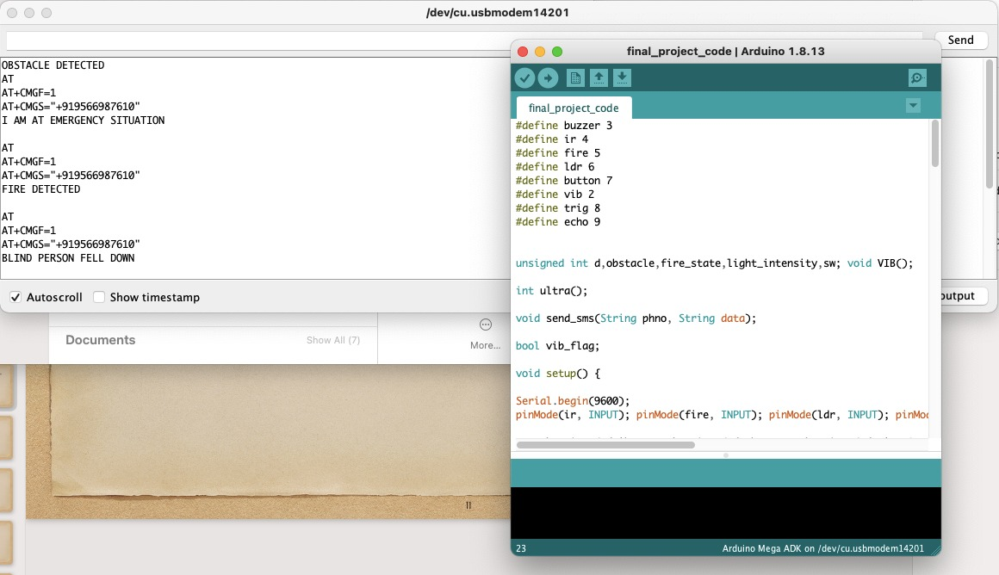 /dev/cu.usbmodem14201
Send
OBSTACLE DETECTED
AT
AT+CMGF=1
AT+CMGS="+919566987610"
I AM AT EMERGENCY SITUATION
AT
AT+CMGF=1
AT+CMGS="+919566987610"
FIRE DETECTED
AT
AT+CMGF=1
AT+CMGS="+919566987610"
BLIND PERSON FELL DOWN
Autoscroll
Show timestamp
output
Documents
Show All (7)
More...
11
final_project_code | Arduino 1.8.13
final_project_code
#define buzzer 3
#define ir 4
#define fire 5
#define ldr 6
#define button 7
#define vib 2
#define trig 8
#define echo 9
unsigned int d,obstacle,fire_state,light_intensity,sw; void VIB();
int ultra();
void send_sms(String phno, String data);
bool vib_flag;
void setup() {
Serial.begin(9600);
pinMode(ir, INPUT); pinMode(fire, INPUT); pinMode(ldr, INPUT);
23
Arduino Mega ADK on /dev/cu.usbmodem14201